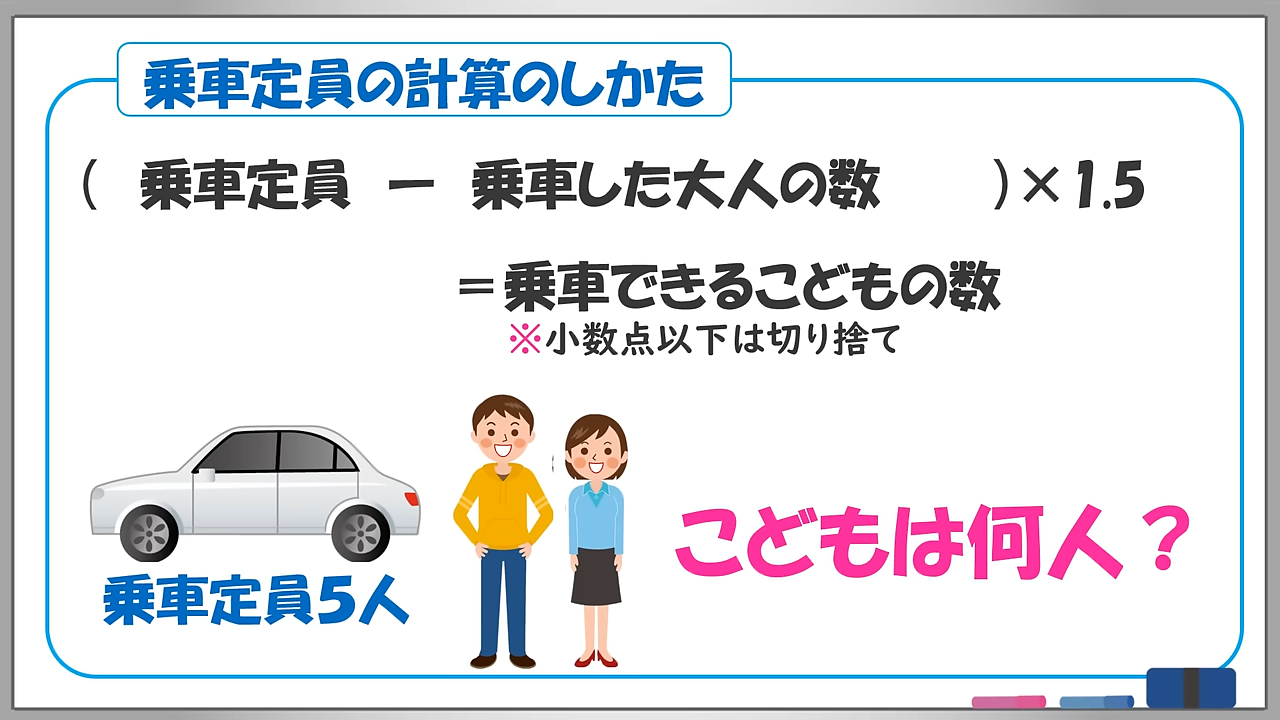 乗車定員の計算のしかた
( 乗車定員 ー 乗車した大人の数 )×1.5
=乗車できるこどもの数
※小数点以下は切り捨て
こどもは何人？
乗車定員5人